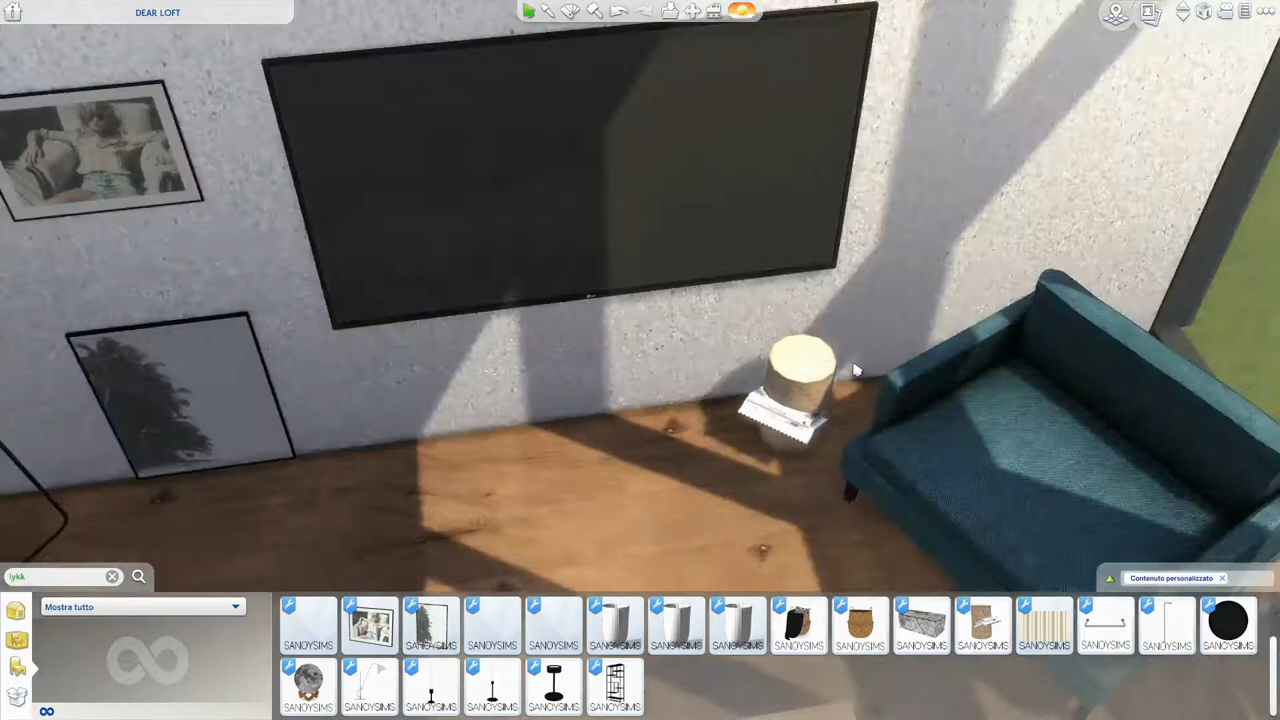 DEAR LOFT
lykk
Contenuto personalizzato
Mostra tutto
SANOYSIMS SANOYSIMS SANOYSIMS SANOYSIMS SANOYSIMS SANOYSIMS SANOYSIMS SANOYSIMS SANOYSIMS SANOYSIMS SANOYSIMS SANOYSIMS SANOYSIMS SANOYSIMS SANOYSIMS SANOYSIMS
SANOYSIMS SANOYSIMS SANOYSIMS SANOYSIMS SANOYSIMS SANOYSIMS